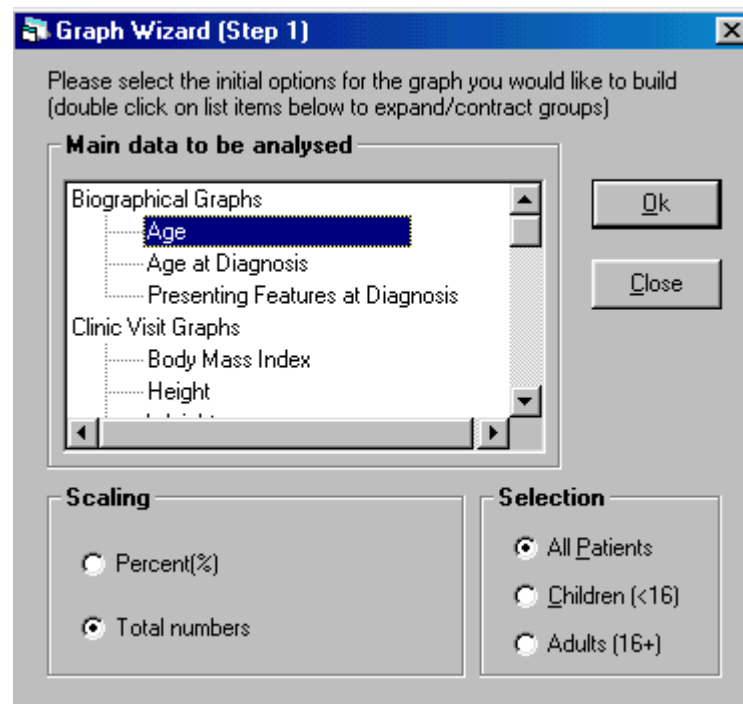 Graph Wizard (Step 1)
Please select the initial options for the graph you would like to build
(double click on list items below to expand/contract groups)
Main data to be analysed
Biographical Graphs
Age
Age at Diagnosis
Presenting Features at Diagnosis
Clinic Visit Graphs
Body Mass Index
Height
Ok
Close
Scaling
Percent(%)
Total numbers
Selection
All Patients
Children (<16)
Adults (16+)